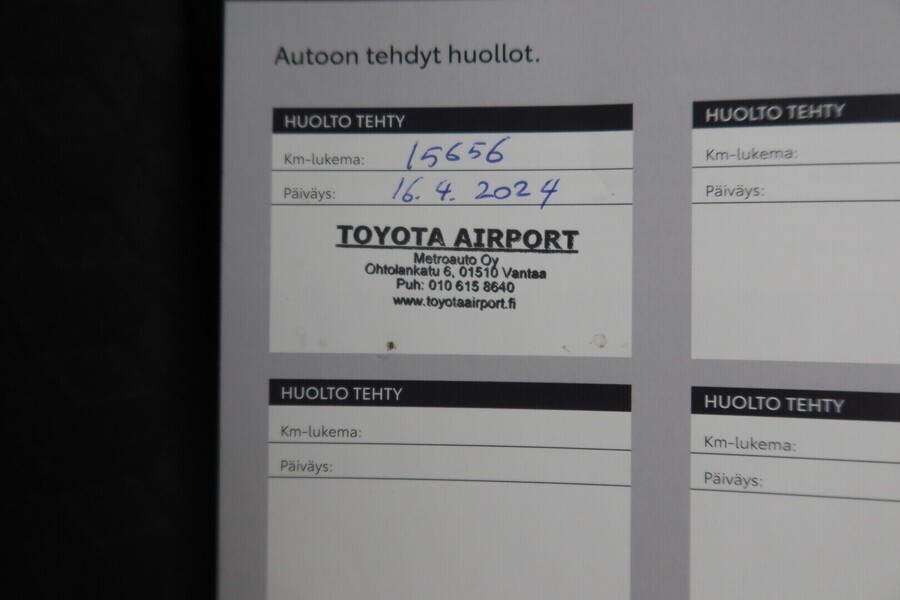 Autoon tehdyt huollot.
HUOLTO TEHTY
Km-lukema: 15656
Päiväys: 16.4.2024
TOYOTA AIRPORT
Metroauto Oy
Ohtolankatu 6, 01510 Vantaa
Puh: 010 615 8640
www.toyotaairport.fi
HUOLTO TEHTY
Km-lukema:
Päiväys:
HUOLTO TEHTY
Km-lukema:
Päiväys:
HUOLTO TEHTY
Km-lukema:
Päiväys: